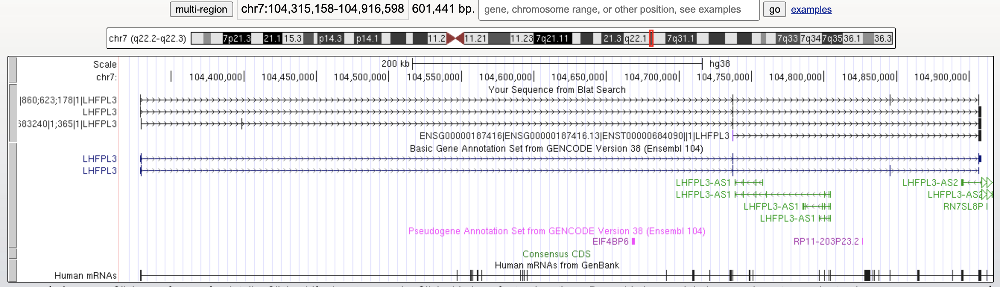 multi-region chr7:104,315,158-104,916,598 601,441 bp. gene, chromosome range, or other position, see examples go examples
chr7 (q22.2-q22.3) 7p21.3 21.1 15.3 p14.3 p14.1 11.2 11.21 11.23 7q21.11 21.3 q22.1 7q31.1 7q33 7q34 7q35 36.1 36.3
Scale 200 kb hg38
chr7: 104,400,000 104,450,000 104,500,000 104,550,000 104,600,000 104,650,000 104,700,000 104,750,000 104,800,000 104,850,000 104,900,000
Your Sequence from Blat Search
|860;623;178|1|LHFPL3
LHFPL3
683240|1;365|1|LHFPL3
ENSG00000187416|ENSG00000187416.13|ENST00000684090||1|LHFPL3
Basic Gene Annotation Set from GENCODE Version 38 (Ensembl 104)
LHFPL3
LHFPL3
LHFPL3-AS1 LHFPL3-AS2
LHFPL3-AS1 LHFPL3-AS2
LHFPL3-AS1 RN7SL8P
LHFPL3-AS1
Pseudogene Annotation Set from GENCODE Version 38 (Ensembl 104)
EIF4BP6 RP11-203P23.2
Consensus CDS
Human mRNAs from GenBank
Human mRNAs